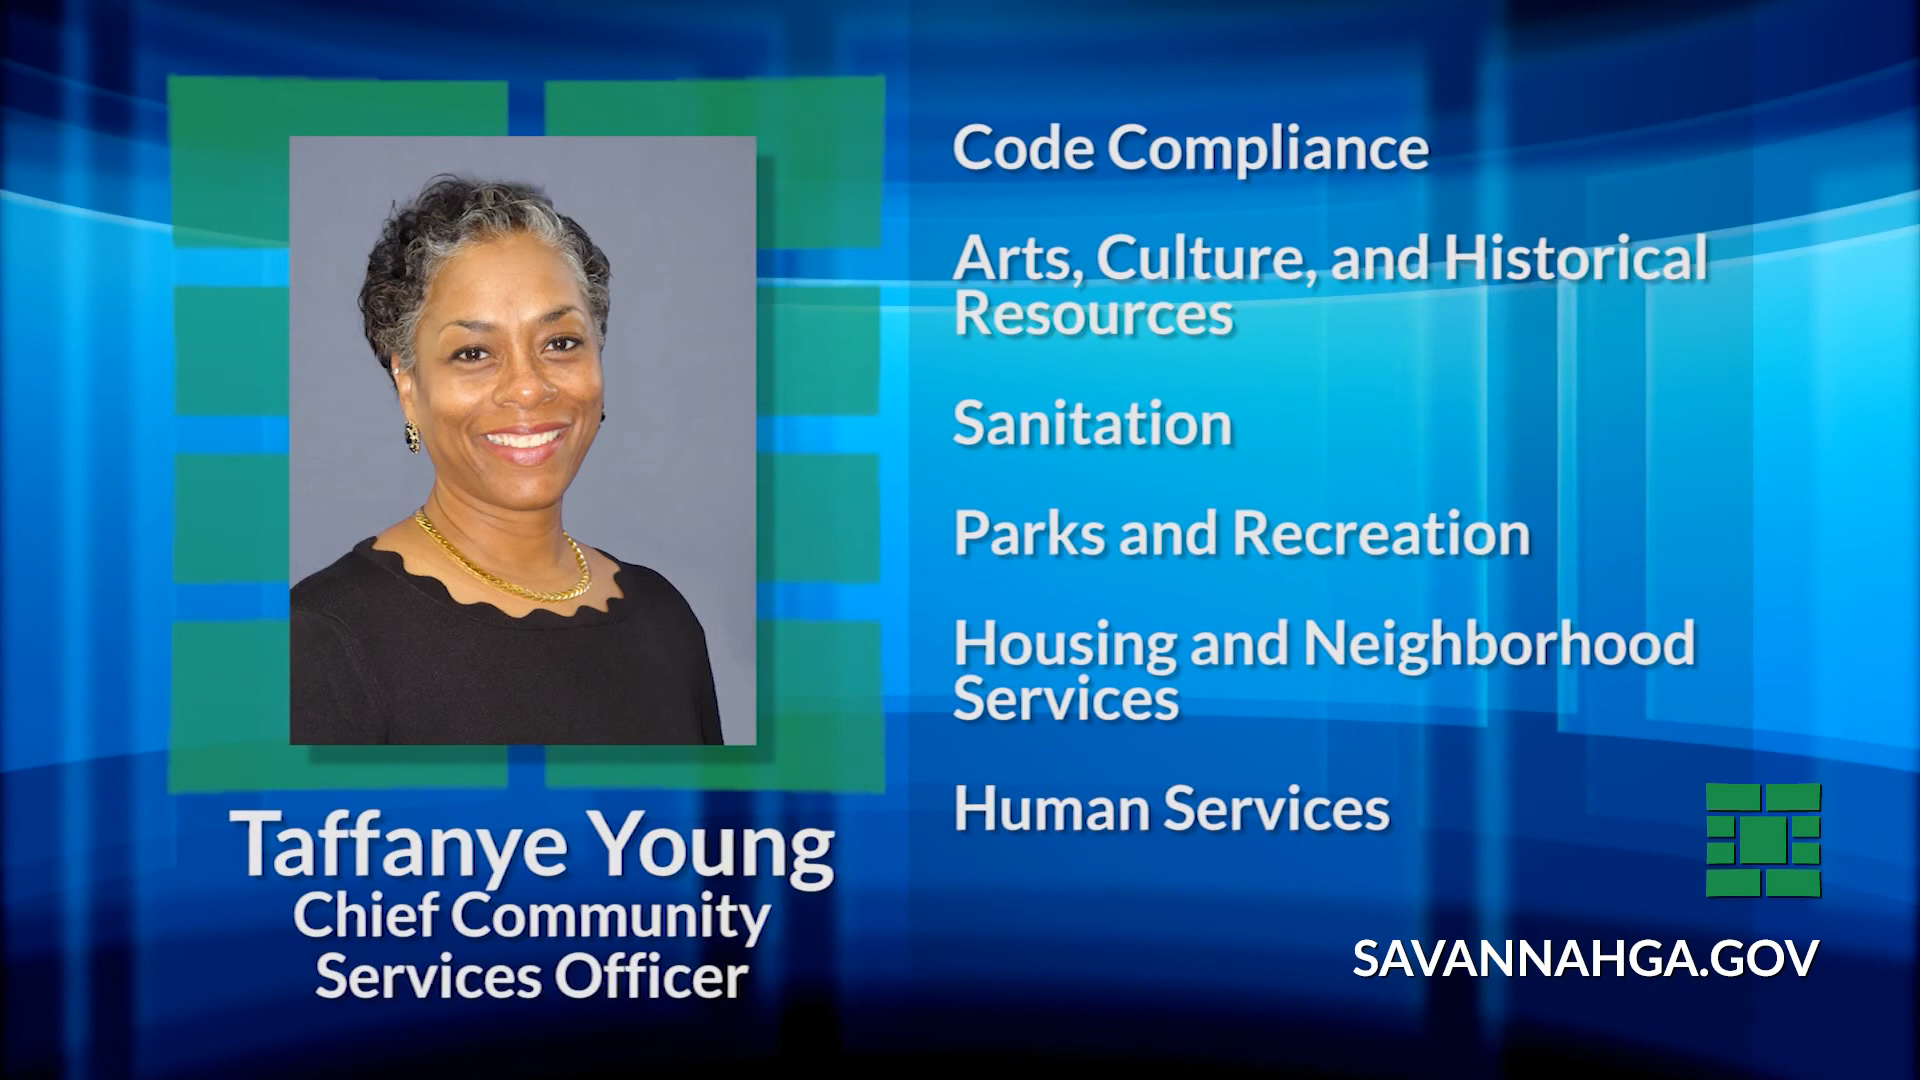 Code Compliance
Arts, Culture, and Historical
Resources
Sanitation
Parks and Recreation
Housing and Neighborhood
Services
Human Services
Taffanye Young
Chief Community
Services Officer
SAVANNAHGA.GOV